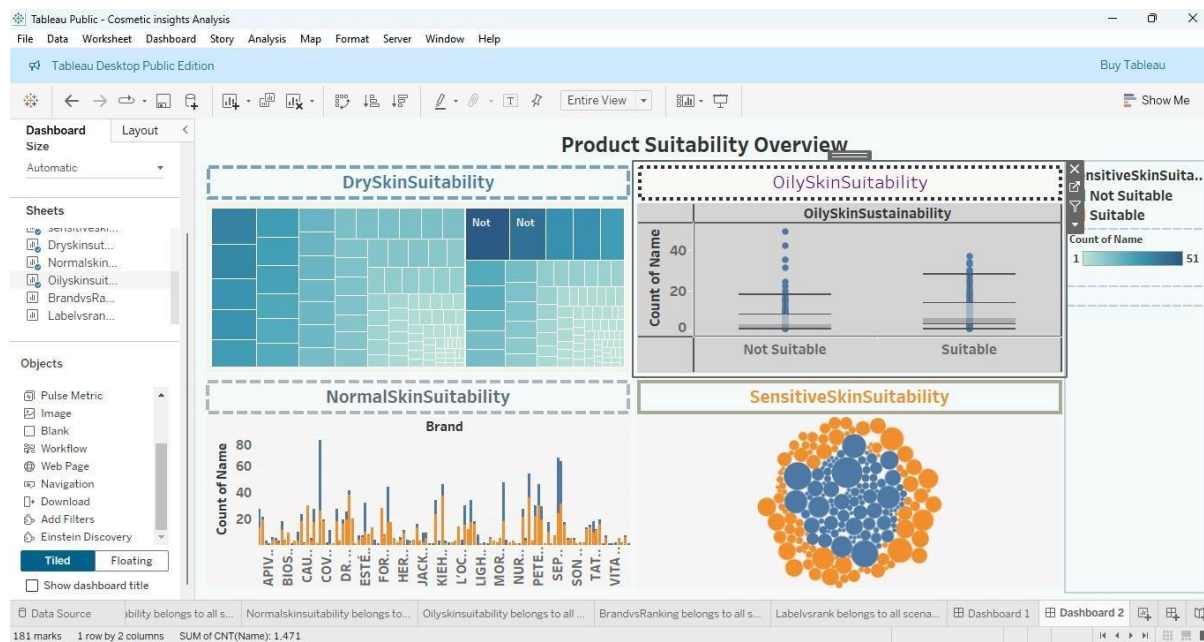 Tableau Public - Cosmetic insights Analysis
File Data Worksheet Dashboard Story Analysis Map Format Server Window Help
Tableau Desktop Public Edition
Buy Tableau
Entire View
Show Me
Dashboard Layout
Size
Automatic
Sheets
Dryskinsut...
Normalskin...
Oilyskinsuit...
BrandvsRa...
Labelvsran...
Objects
Pulse Metric
Image
Blank
Workflow
Web Page
Navigation
Download
Add Filters
Einstein Discovery
Tiled Floating
Show dashboard title
Product Suitability Overview
DrySkinSuitability
Not Not
OilySkinSuitability
OilySkinSustainability
Count of Name
40
20
0
Not Suitable Suitable
ensitiveSkinSuita...
Not Suitable
Suitable
Count of Name
1 51
NormalSkinSuitability
Brand
Count of Name
80
60
40
20
APIV...
BIOS...
CAU...
COV...
DR. ...
ESTÉ...
FOR...
HER...
JACK...
KIEH...
L'OC...
LIGH...
MOR...
NUR...
PETE...
SEP...
SON ...
TAT...
VITA ...
SensitiveSkinSuitability
Data Source ability belongs to all s... Normalskinsuitability belongs to... Oilyskinsuitability belongs to all ... BrandvsRanking belongs to all s... Labelvsrank belongs to all scena... Dashboard 1 Dashboard 2
181 marks 1 row by 2 columns SUM of CNT(Name): 1,471